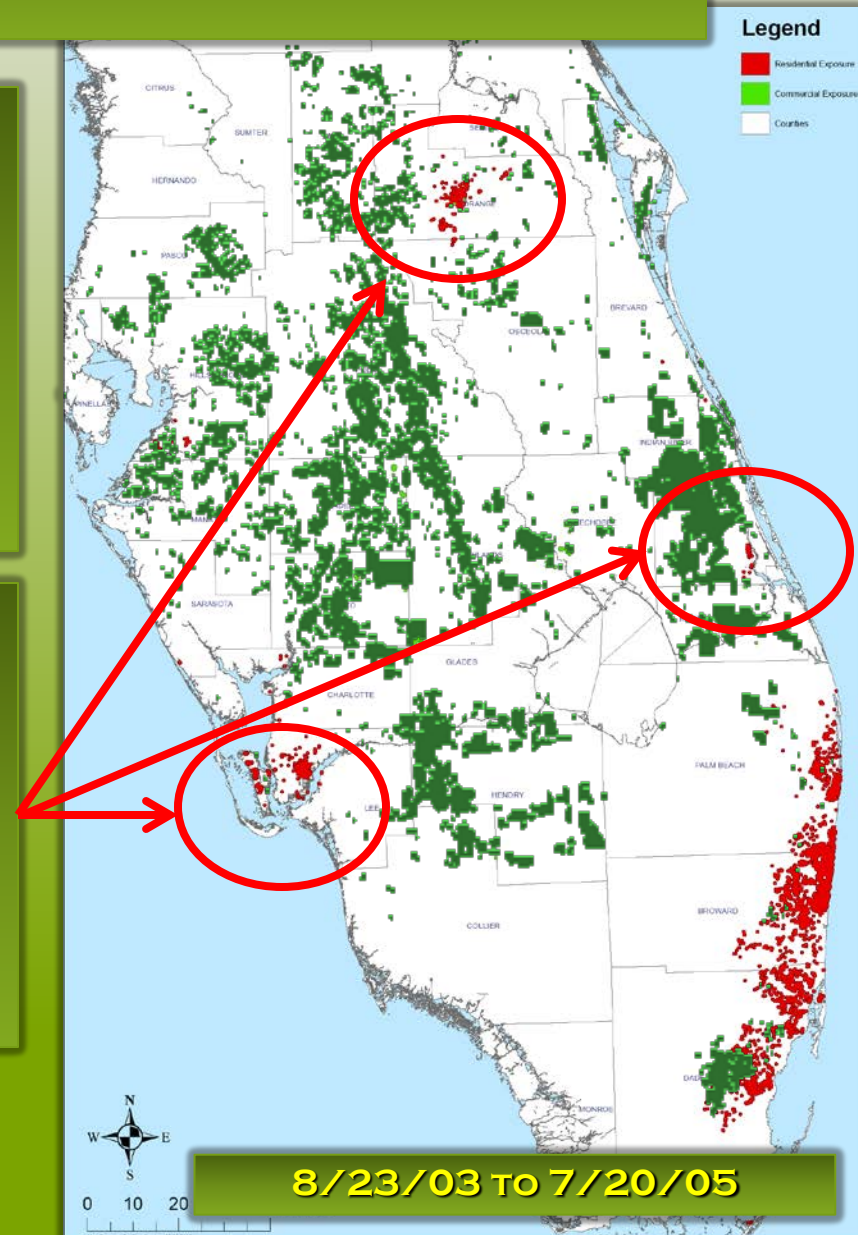 Legend
Residential Exposure
Commercial Exposure
Counties
CITRUS
SUMTER
HERNANDO
ORANGE
PASCO
BREVARD
OSCEOLA
INDIAN RIVER
SARASOTA
GLADES
CHARLOTTE
PALM BEACH
HENDRY
LEE
BROWARD
COLLIER
MONROE
N
W E
S
0 10 20
8/23/03 TO 7/20/05